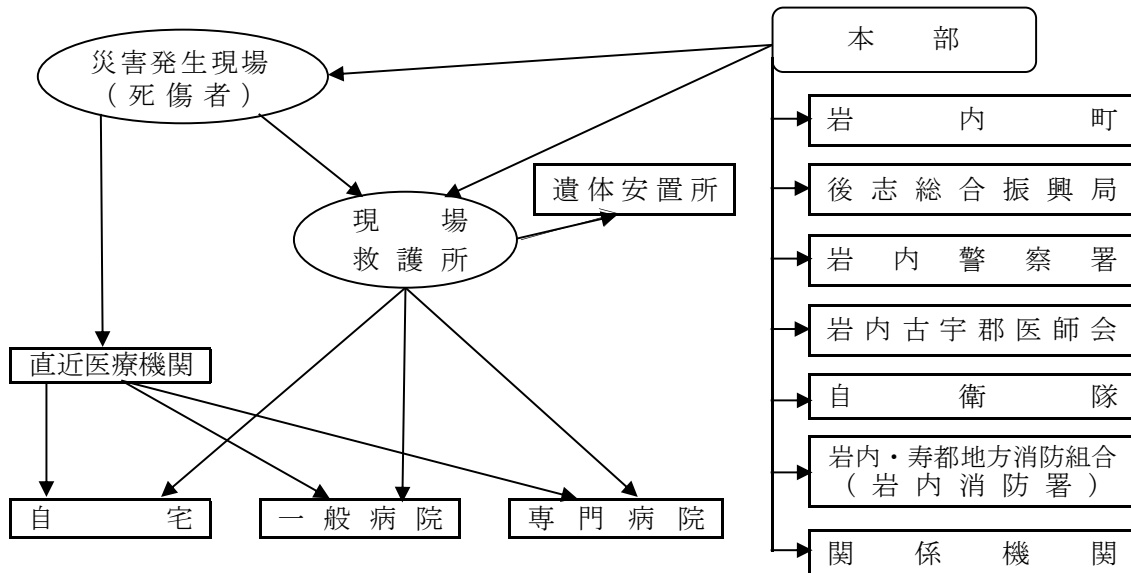 本部
災害発生現場
(死傷者)
岩内町
遺体安置所
後志総合振興局
現場
救護所
岩内警察署
岩内古宇郡医師会
直近医療機関
自衛隊
岩内・寿都地方消防組合
(岩内消防署)
自宅
一般病院
専門病院
関係機関